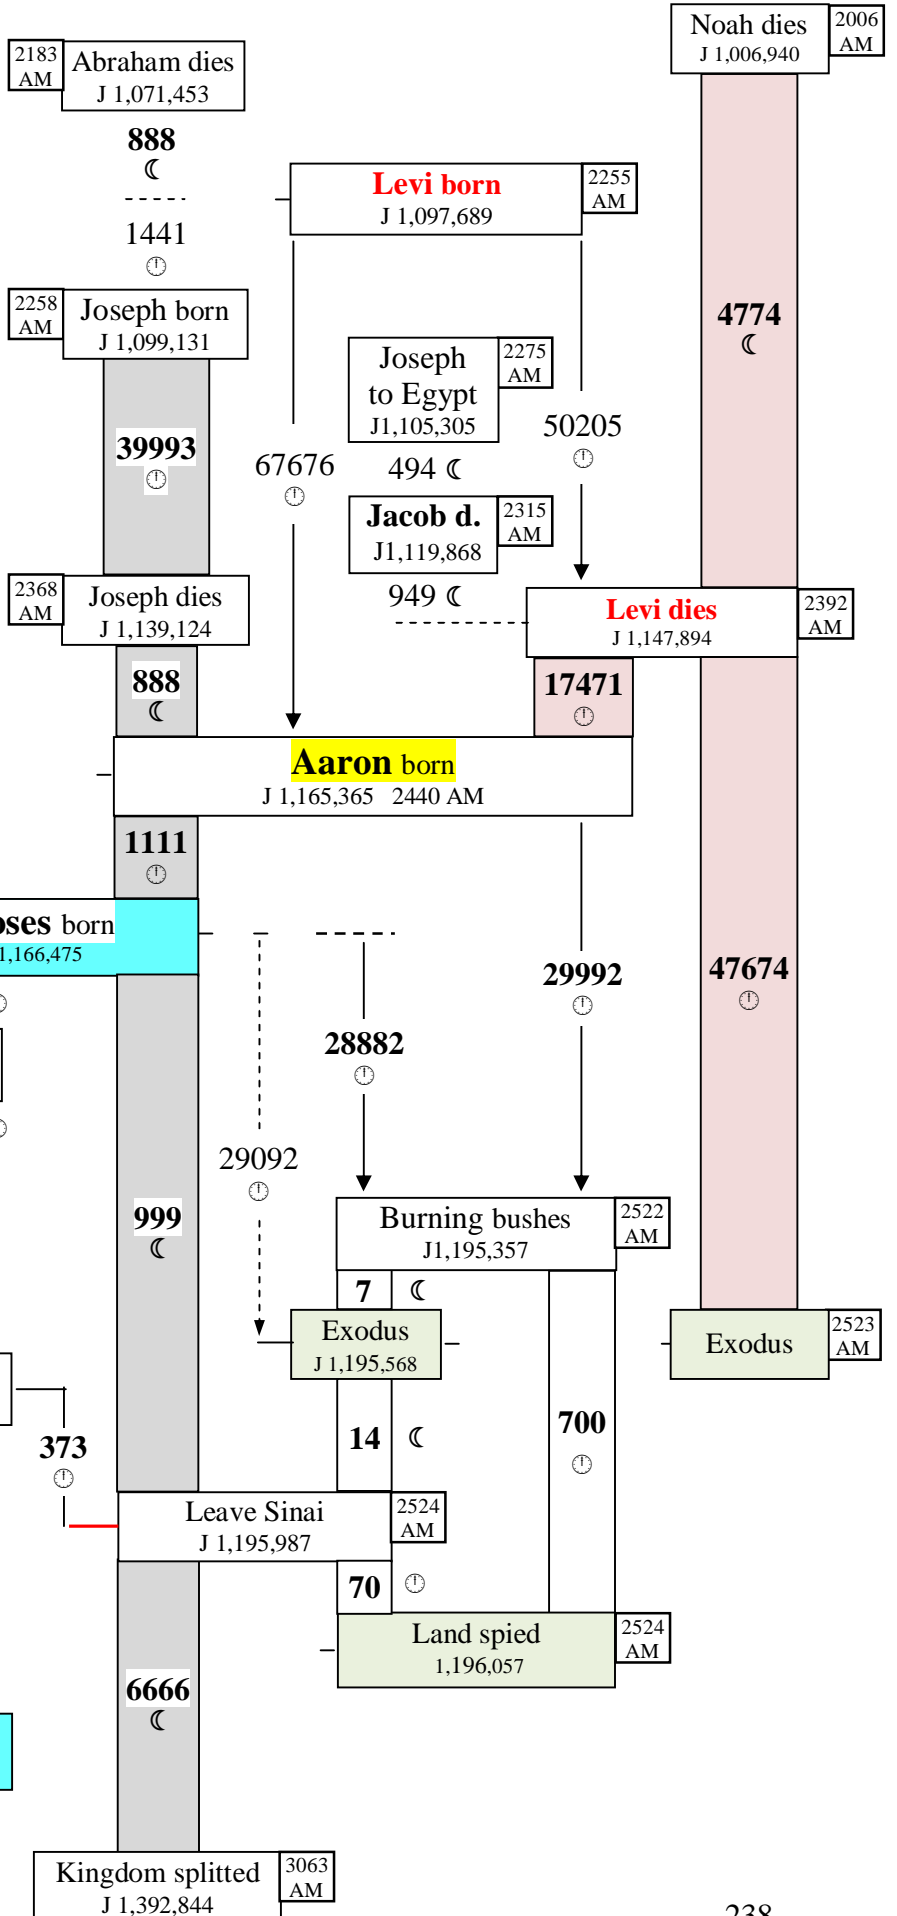 Noah dies
J 1,006,940
2006
AM
2183
AM
Abraham dies
J 1,071,453
888
☾
Levi born
J 1,097,689
2255
AM
1441
2258
AM
Joseph born
J 1,099,131
4774
☾
Joseph
to Egypt
J1,105,305
2275
AM
39993
67676
50205
494 ☾
Jacob d.
J1,119,868
2315
AM
2368
AM
Joseph dies
J 1,139,124
949 ☾
Levi dies
J 1,147,894
2392
AM
888
☾
17471
Aaron born
J 1,165,365 2440 AM
1111
oses born
1,166,475
29992
47674
28882
29092
999
☾
Burning bushes
J1,195,357
2522
AM
7 ☾
Exodus
J 1,195,568
Exodus
2523
AM
14 ☾
700
373
Leave Sinai
J 1,195,987
2524
AM
70
Land spied
1,196,057
2524
AM
6666
☾
Kingdom splitted
J 1,392,844
3063
AM
238